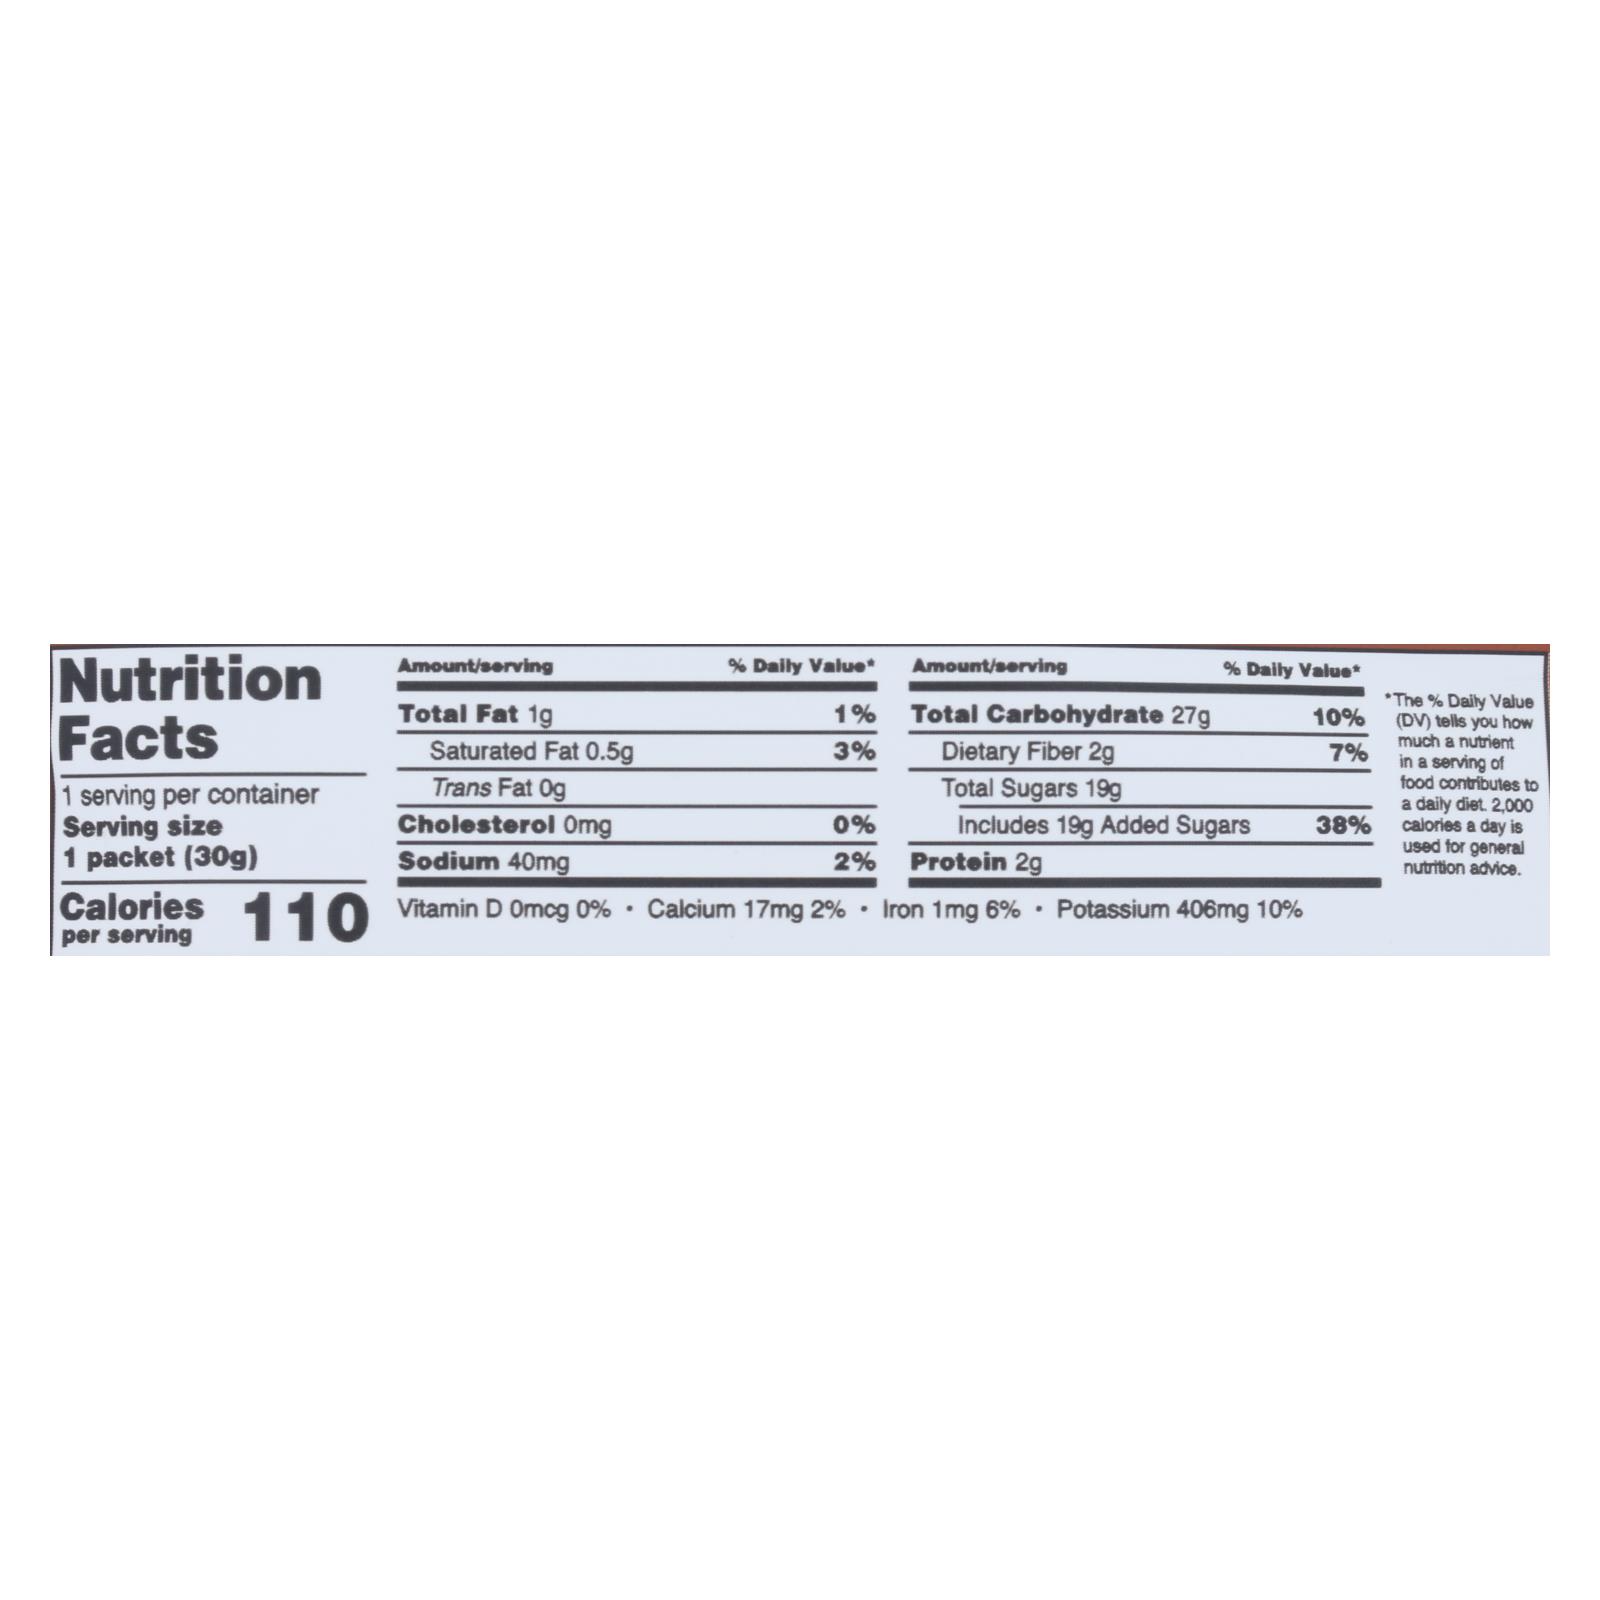 Nutrition
Facts
1 serving per container
Serving size
1 packet (30g)
Calories
per serving
110
Amount/serving % Daily Value*
Total Fat 1g 1%
Saturated Fat 0.5g 3%
Trans Fat 0g
Cholesterol 0mg 0%
Sodium 40mg 2%
Amount/serving % Daily Value*
Total Carbohydrate 27g 10%
Dietary Fiber 2g 7%
Total Sugars 19g
Includes 19g Added Sugars 38%
Protein 2g
Vitamin D 0mcg 0% • Calcium 17mg 2% • Iron 1mg 6% • Potassium 406mg 10%
*The % Daily Value
(DV) tells you how
much a nutrient
in a serving of
food contributes to
a daily diet. 2,000
calories a day is
used for general
nutrition advice.